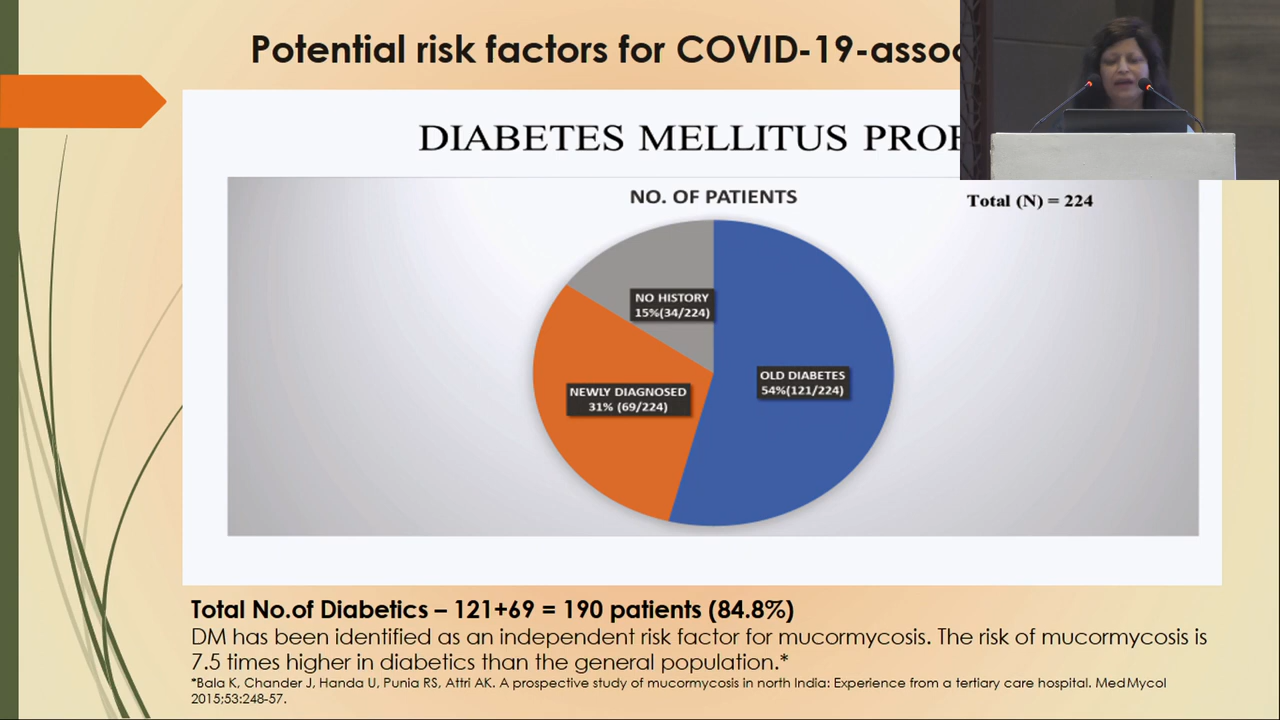 Potential risk factors for COVID-19-asso
DIABETES MELLITUS PRO
NO. OF PATIENTS
Total (N) = 224
NO HISTORY
15%(34/224)
OLD DIABETES
54%(121/224)
NEWLY DIAGNOSED
31% (69/224)
Total No.of Diabetics – 121+69 = 190 patients (84.8%)
DM has been identified as an independent risk factor for mucormycosis. The risk of mucormycosis is
7.5 times higher in diabetics than the general population.*
*Bala K, Chander J, Handa U, Punia RS, Attri AK. A prospective study of mucormycosis in north India: Experience from a tertiary care hospital. Med Mycol
2015;53:248-57.